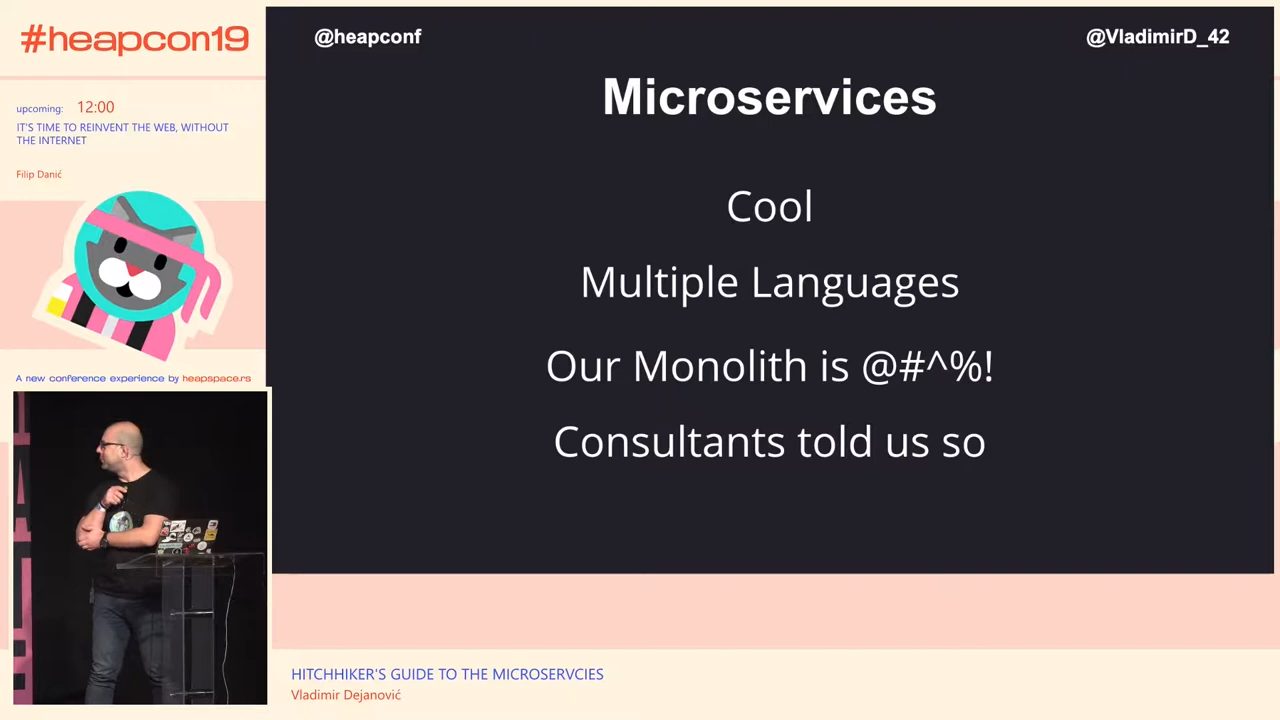 #heapcon19
upcoming: 12:00
IT'S TIME TO REINVENT THE WEB, WITHOUT
THE INTERNET
Filip Danić
A new conference experience by heapspace.rs
@heapconf
@VladimirD_42
Microservices
Cool
Multiple Languages
Our Monolith is @#^%!
Consultants told us so
HITCHHIKER'S GUIDE TO THE MICROSERVCIES
Vladimir Dejanović